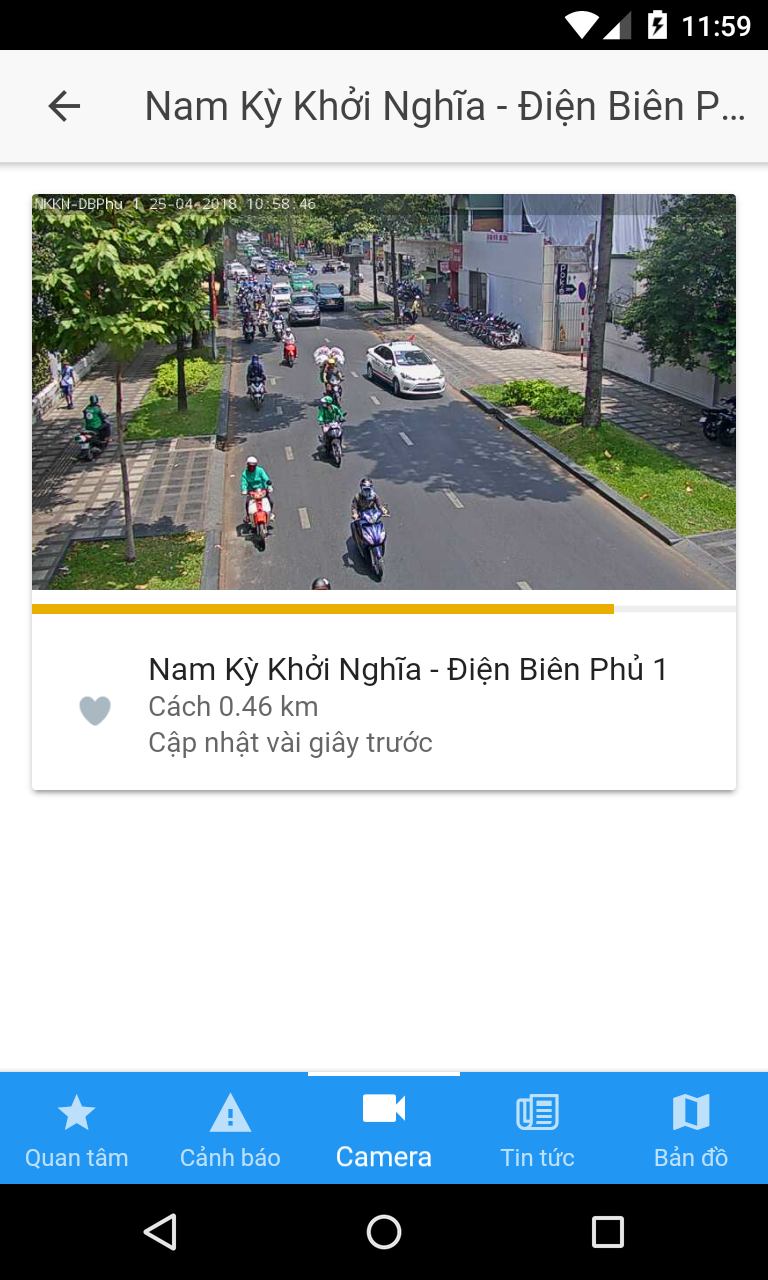 11:59
Nam Kỳ Khởi Nghĩa - Điện Biên P...
NKKN-DBPhu 1 25-04-2018 10:58:46
Nam Kỳ Khởi Nghĩa - Điện Biên Phủ 1
Cách 0.46 km
Cập nhật vài giây trước
Quan tâm
Cảnh báo
Camera
Tin tức
Bản đồ